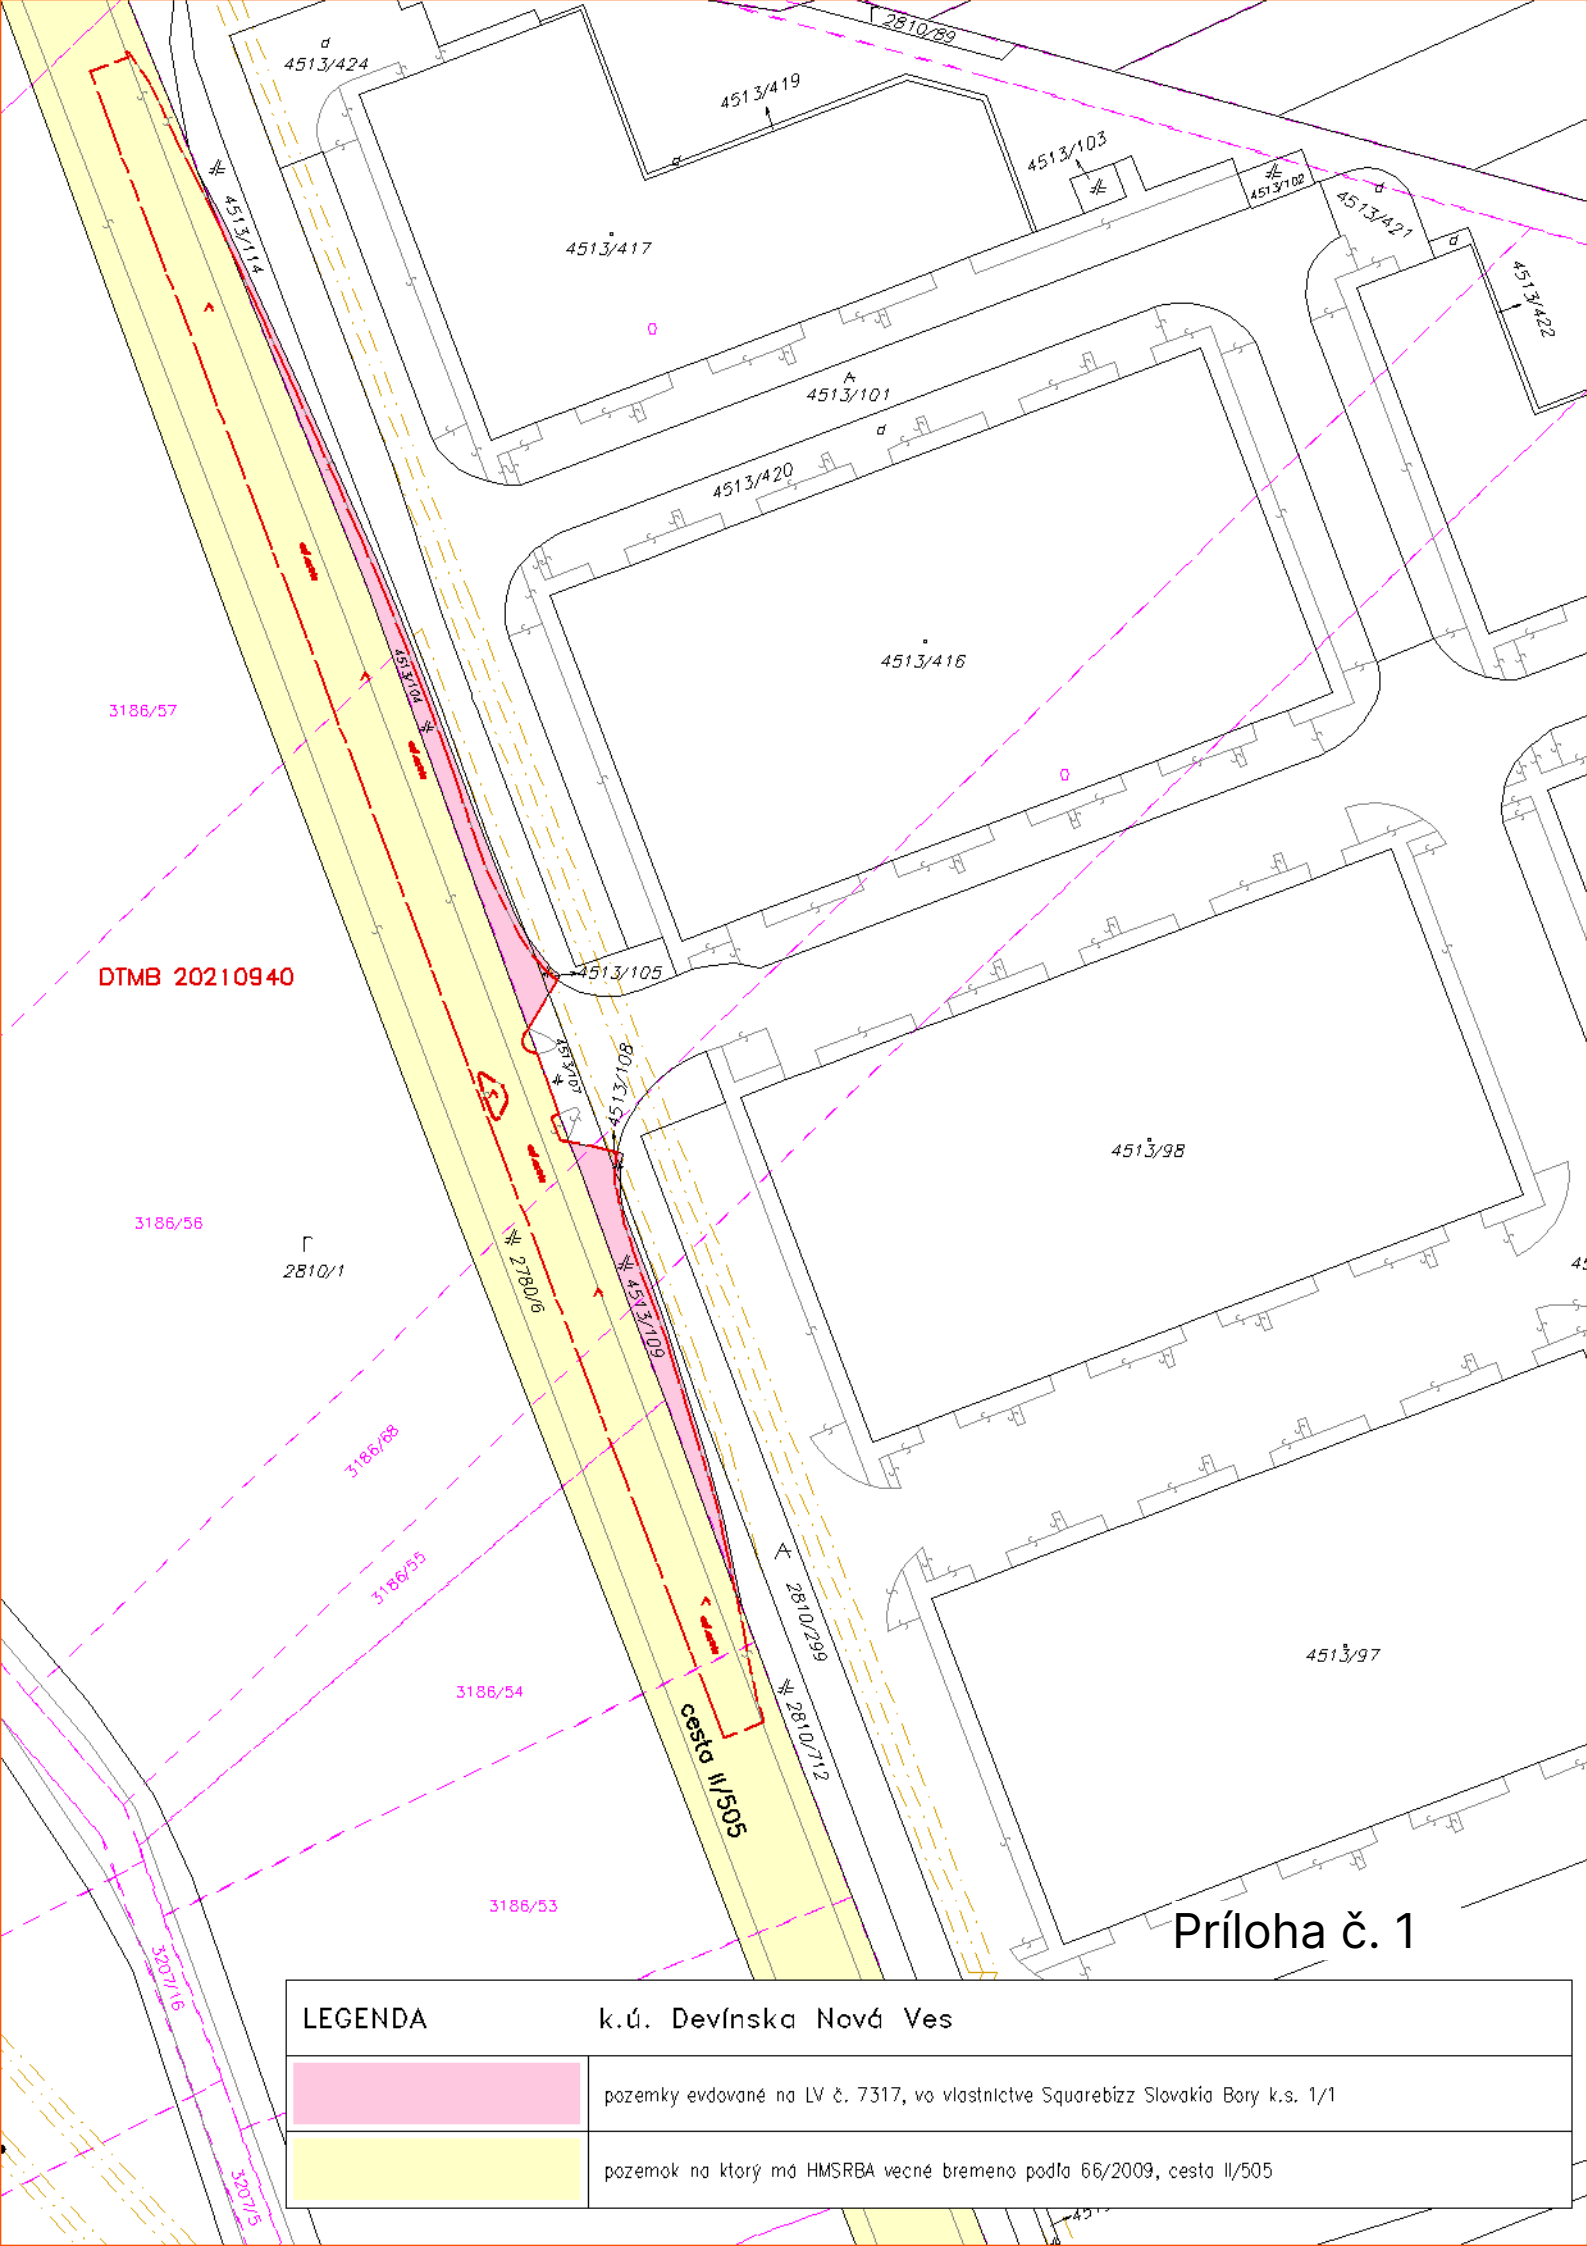 2810/89
d
4513/424
4513/419
d
4513/103
4513/102
d
4513/421
d
4513/422
4513/114
4513/417
4513/101
d
4513/420
4513/416
4513/104
3186/57
DTMB 20210940
4513/105
4513/107
4513/108
4513/98
3186/56
2810/1
2780/6
4513/109
3186/68
3186/55
2810/299
4513/97
3186/54
2810/712
cesta II/505
3186/53
3207/16
Príloha č. 1
LEGENDA
k.ú. Devínska Nová Ves
pozemky evdované na LV č. 7317, vo vlastníctve Squarebizz Slovakia Bory k.s. 1/1
pozemok na ktorý má HMSRBA vecné bremeno podľa 66/2009, cesta II/505
3207/5